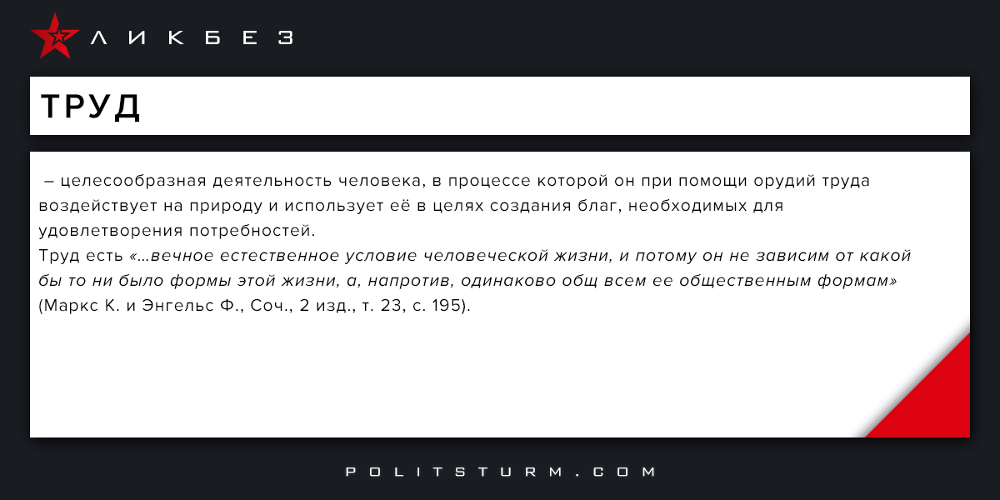 ЛИКБЕЗ
ТРУД
– целесообразная деятельность человека, в процессе которой он при помощи орудий труда
воздействует на природу и использует её в целях создания благ, необходимых для
удовлетворения потребностей.
Труд есть «…вечное естественное условие человеческой жизни, и потому он не зависим от какой
бы то ни было формы этой жизни, а, напротив, одинаково общ всем ее общественным формам»
(Маркс К. и Энгельс Ф., Соч., 2 изд., т. 23, с. 195).
POLITSTURM.COM